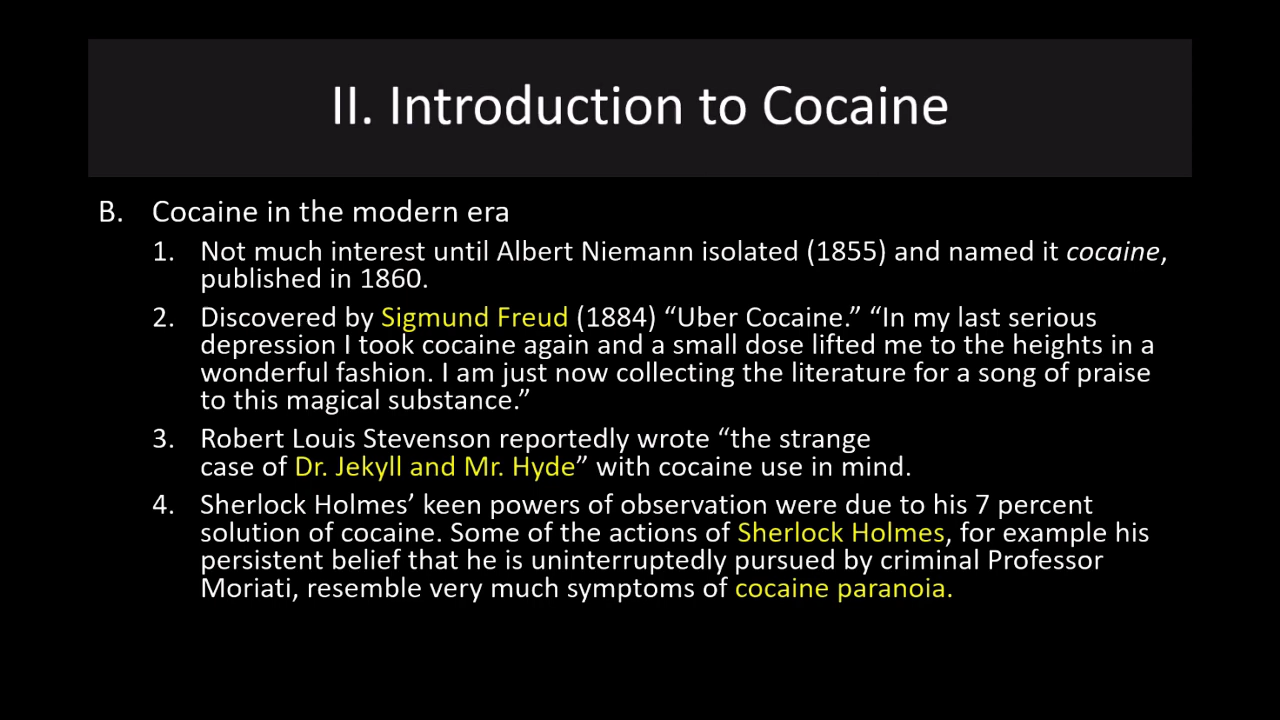 II. Introduction to Cocaine
B. Cocaine in the modern era
1. Not much interest until Albert Niemann isolated (1855) and named it cocaine,
published in 1860.
2. Discovered by Sigmund Freud (1884) “Uber Cocaine.” “In my last serious
depression I took cocaine again and a small dose lifted me to the heights in a
wonderful fashion. I am just now collecting the literature for a song of praise
to this magical substance.”
3. Robert Louis Stevenson reportedly wrote “the strange
case of Dr. Jekyll and Mr. Hyde” with cocaine use in mind.
4. Sherlock Holmes’ keen powers of observation were due to his 7 percent
solution of cocaine. Some of the actions of Sherlock Holmes, for example his
persistent belief that he is uninterruptedly pursued by criminal Professor
Moriati, resemble very much symptoms of cocaine paranoia.